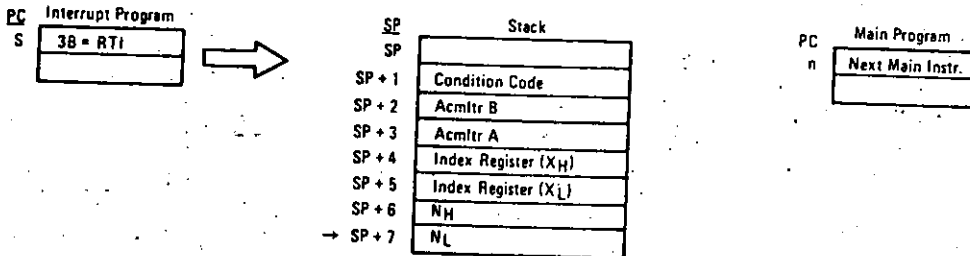 PC Interrupt Program
S 3B = RTI
SP Stack
SP
SP + 1 Condition Code
SP + 2 Acmltr B
SP + 3 Acmltr A
SP + 4 Index Register (XH)
SP + 5 Index Register (XL)
SP + 6 NH
→ SP + 7 NL
PC Main Program
n Next Main Instr.